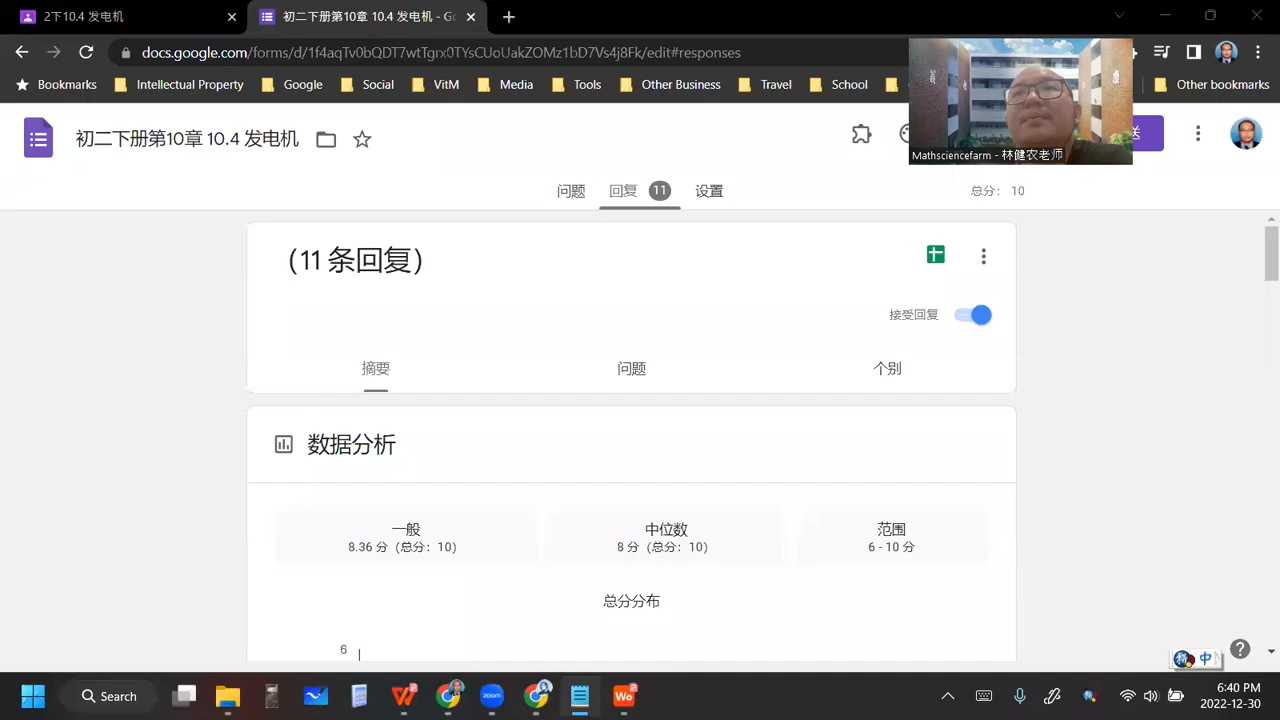 2下10.4 发电机
初二下册第10章 10.4 发电机 - Go
docs.google.com
/edit#responses
Bookmarks
Intellectual Property
Social
ViTM
Media
Tools
Other Business
Travel
School
Other bookmarks
初二下册第10章 10.4 发电机
送
Mathsciencefarm - 林健农老师
问题
回复 11
设置
总分： 10
（11 条回复）
接受回复
摘要
问题
个别
数据分析
一般
8.36 分（总分：10）
中位数
8 分（总分：10）
范围
6 - 10 分
总分分布
6
中
Search
zoom
Wo
6:40 PM
2022-12-30